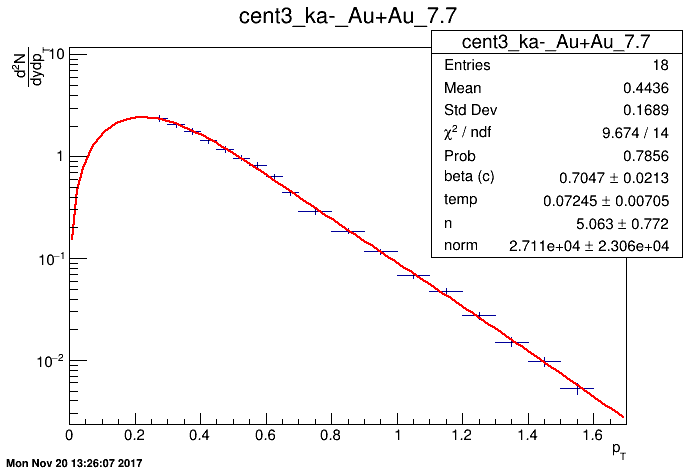 cent3_ka-_Au+Au_7.7
cent3_ka-_Au+Au_7.7
Entries 18
Mean 0.4436
Std Dev 0.1689
χ² / ndf 9.674 / 14
Prob 0.7856
beta (c) 0.7047 ± 0.0213
temp 0.07245 ± 0.00705
n 5.063 ± 0.772
norm 2.711e+04 ± 2.306e+04
d²N
dydp_T
10
1
10⁻¹
10⁻²
0 0.2 0.4 0.6 0.8 1 1.2 1.4 1.6
p_T
Mon Nov 20 13:26:07 2017